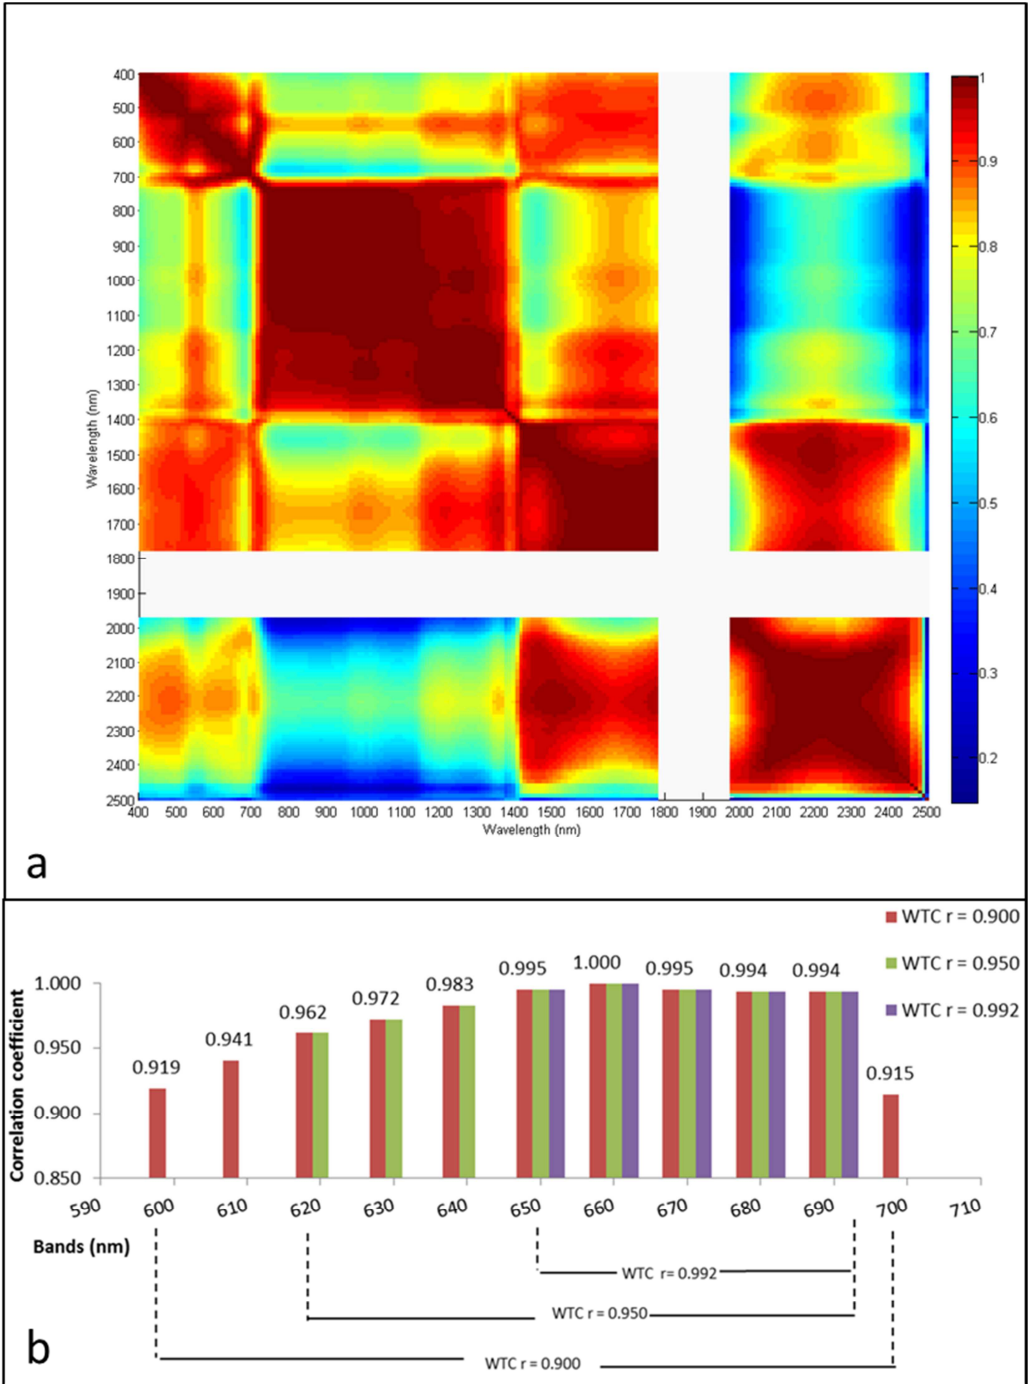 400
500
600
700
800
900
1000
1100
1200
1300
1400
1500
1600
1700
1800
1900
2000
2100
2200
2300
2400
2500
Wavelength (nm)
400 500 600 700 800 900 1000 1100 1200 1300 1400 1500 1600 1700 1800 1900 2000 2100 2200 2300 2400 2500
Wavelength (nm)
1
0.9
0.8
0.7
0.6
0.5
0.4
0.3
0.2
a
WTC r = 0.900
WTC r = 0.950
WTC r = 0.992
Correlation coefficient
1.000
0.950
0.900
0.850
0.919 0.941 0.962 0.972 0.983 0.995 1.000 0.995 0.994 0.994 0.915
590 600 610 620 630 640 650 660 670 680 690 700 710
Bands (nm)
WTC r= 0.992
WTC r = 0.950
WTC r = 0.900
b